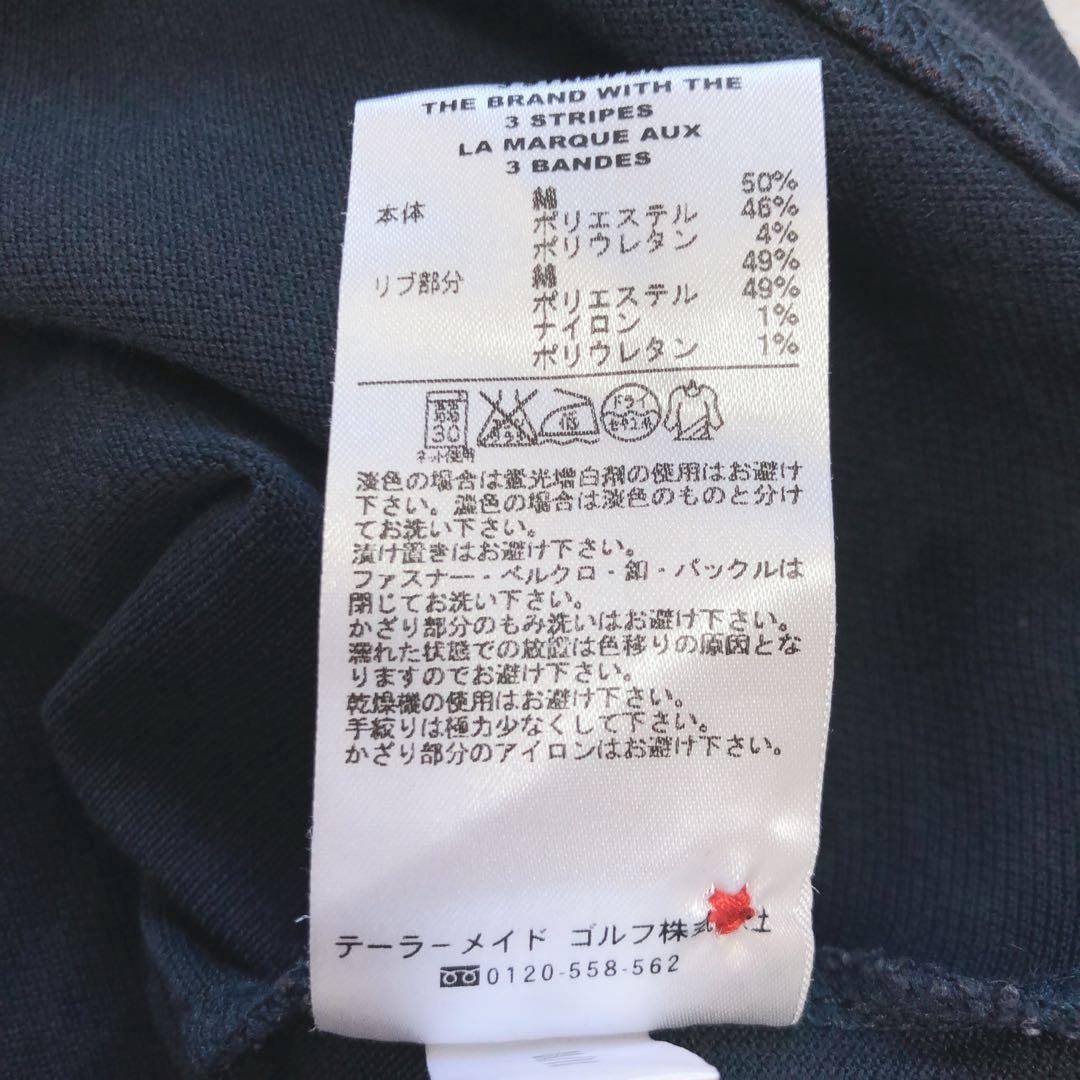 THE BRAND WITH THE
3 STRIPES
LA MARQUE AUX
3 BANDES
本体 綿 50%
ポリエステル 46%
ポリウレタン 4%
リブ部分 綿 49%
ポリエステル 49%
ナイロン 1%
ポリウレタン 1%
30
ネット使用
低
ドライ
セキユ系
淡色の場合は蛍光増白剤の使用はお避け
下さい。濃色の場合は淡色のものと分け
てお洗い下さい。
漬け置きはお避け下さい。
ファスナー・ベルクロ・釦・バックルは
閉じてお洗い下さい。
かざり部分のもみ洗いはお避け下さい。
濡れた状態での放置は色移りの原因とな
りますのでお避け下さい。
乾燥機の使用はお避け下さい。
手絞りは極力少なくして下さい。
かざり部分のアイロンはお避け下さい。
テーラーメイド ゴルフ株式
0120-558-562